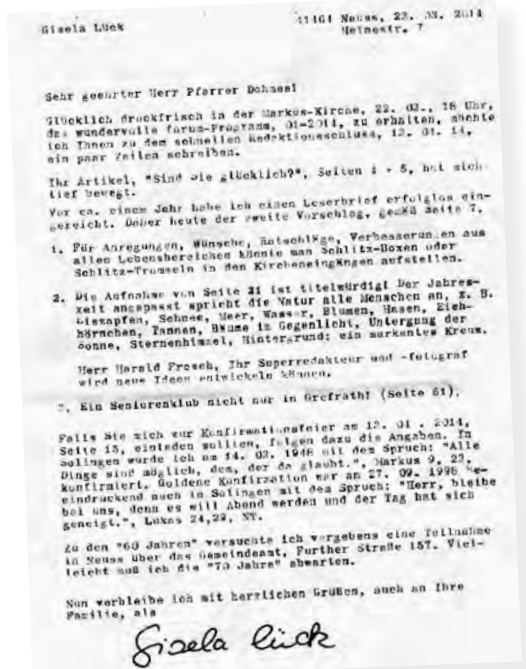 Gisela Lück
41464 Neuss, 23. 03. 2014
Heinestr. 7
Sehr geehrter Herr Pfarrer Dohmes!
Glücklich druckfrisch in der Markus-Kirche, 22. 02., 18 Uhr,
das wundervolle forum-Programm, 01-2014, zu erhalten, möchte
ich Ihnen zu dem schnellen Redaktionsschluss, 12. 01. 14,
ein paar Zeilen schreiben.
Ihr Artikel, "Sind Sie glücklich?", Seiten 4 - 5, hat mich
tief bewegt.
Vor ca. einem Jahr habe ich einen Leserbrief erfolglos ein-
gereicht. Daher heute der zweite Vorschlag, gemäß Seite 7.
1. Für Anregungen, Wünsche, Ratschläge, Verbesserungen aus
allen Lebensbereichen könnte man Schlitz-Boxen oder
Schlitz-Trommeln in den Kircheneingängen aufstellen.
2. Die Aufnahme von Seite 21 ist titelwürdig! Der Jahres-
zeit angepasst spricht die Natur alle Menschen an, z. B.
Eiszapfen, Schnee, Meer, Wasser, Blumen, Hasen, Eich-
hörnchen, Tannen, Bäume im Gegenlicht, Untergang der
Sonne, Sternenhimmel, Hintergrund: ein markantes Kreuz.
Herr Harald Frosch, Ihr Superredakteur und -fotograf
wird neue Ideen entwickeln können.
3. Ein Seniorenklub nicht nur in Grefrath! (Seite 61).
Falls Sie mich zur Konfirmationsfeier am 13. 01 . 2014,
Seite 15, einladen sollten, folgen dazu die Angaben. In
Solingen wurde ich am 14. 03. 1948 mit dem Spruch: "Alle
Dinge sind möglich, dem, der da glaubt.", Markus 9, 23,
konfirmiert. Goldene Konfirmation war am 27. 09. 1998 be-
eindruckend auch in Solingen mit dem Spruch: "Herr, bleibe
bei uns, denn es will Abend werden und der Tag hat sich
geneigt.", Lukas 24,29, NT.
Zu den "60 Jahren" versuchte ich vergebens eine Teilnahme
in Neuss über das Gemeindeamt, Further Straße 157. Viel-
leicht muß ich die "70 Jahre" abwarten.
Nun verbleibe ich mit herzlichen Grüßen, auch an Ihre
Familie, als
Gisela Lück